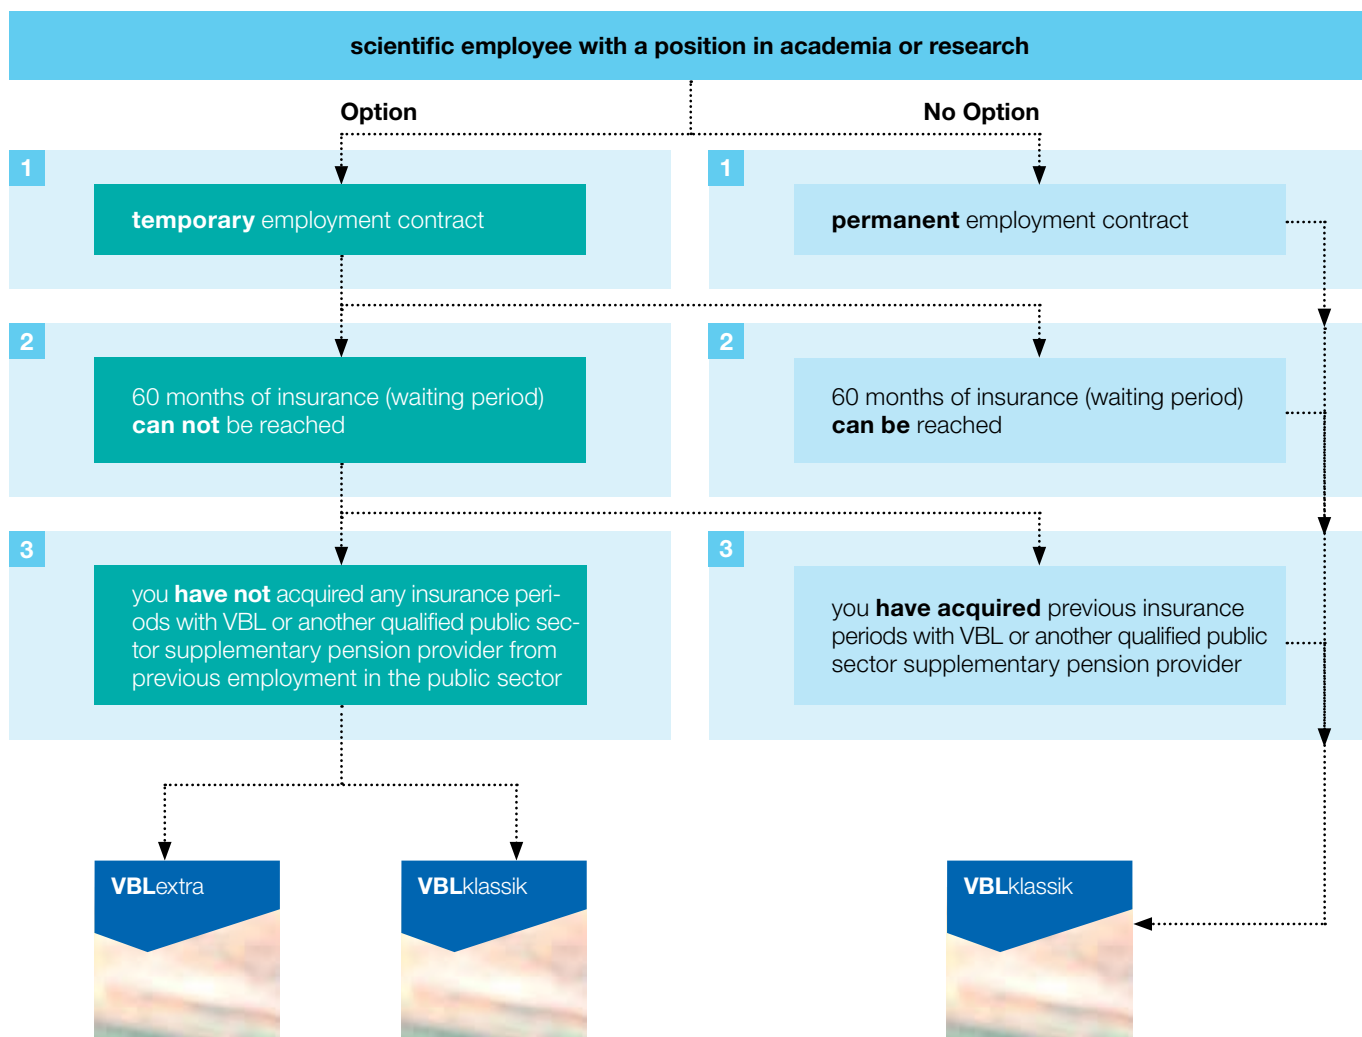 scientific employee with a position in academia or research
Option
No Option
1
temporary employment contract
1
permanent employment contract
2
60 months of insurance (waiting period)
can not be reached
2
60 months of insurance (waiting period)
can be reached
3
you have not acquired any insurance peri-
ods with VBL or another qualified public sec-
tor supplementary pension provider from
previous employment in the public sector
3
you have acquired previous insurance
periods with VBL or another qualified public
sector supplementary pension provider
VBLextra
VBLklassik
VBLklassik